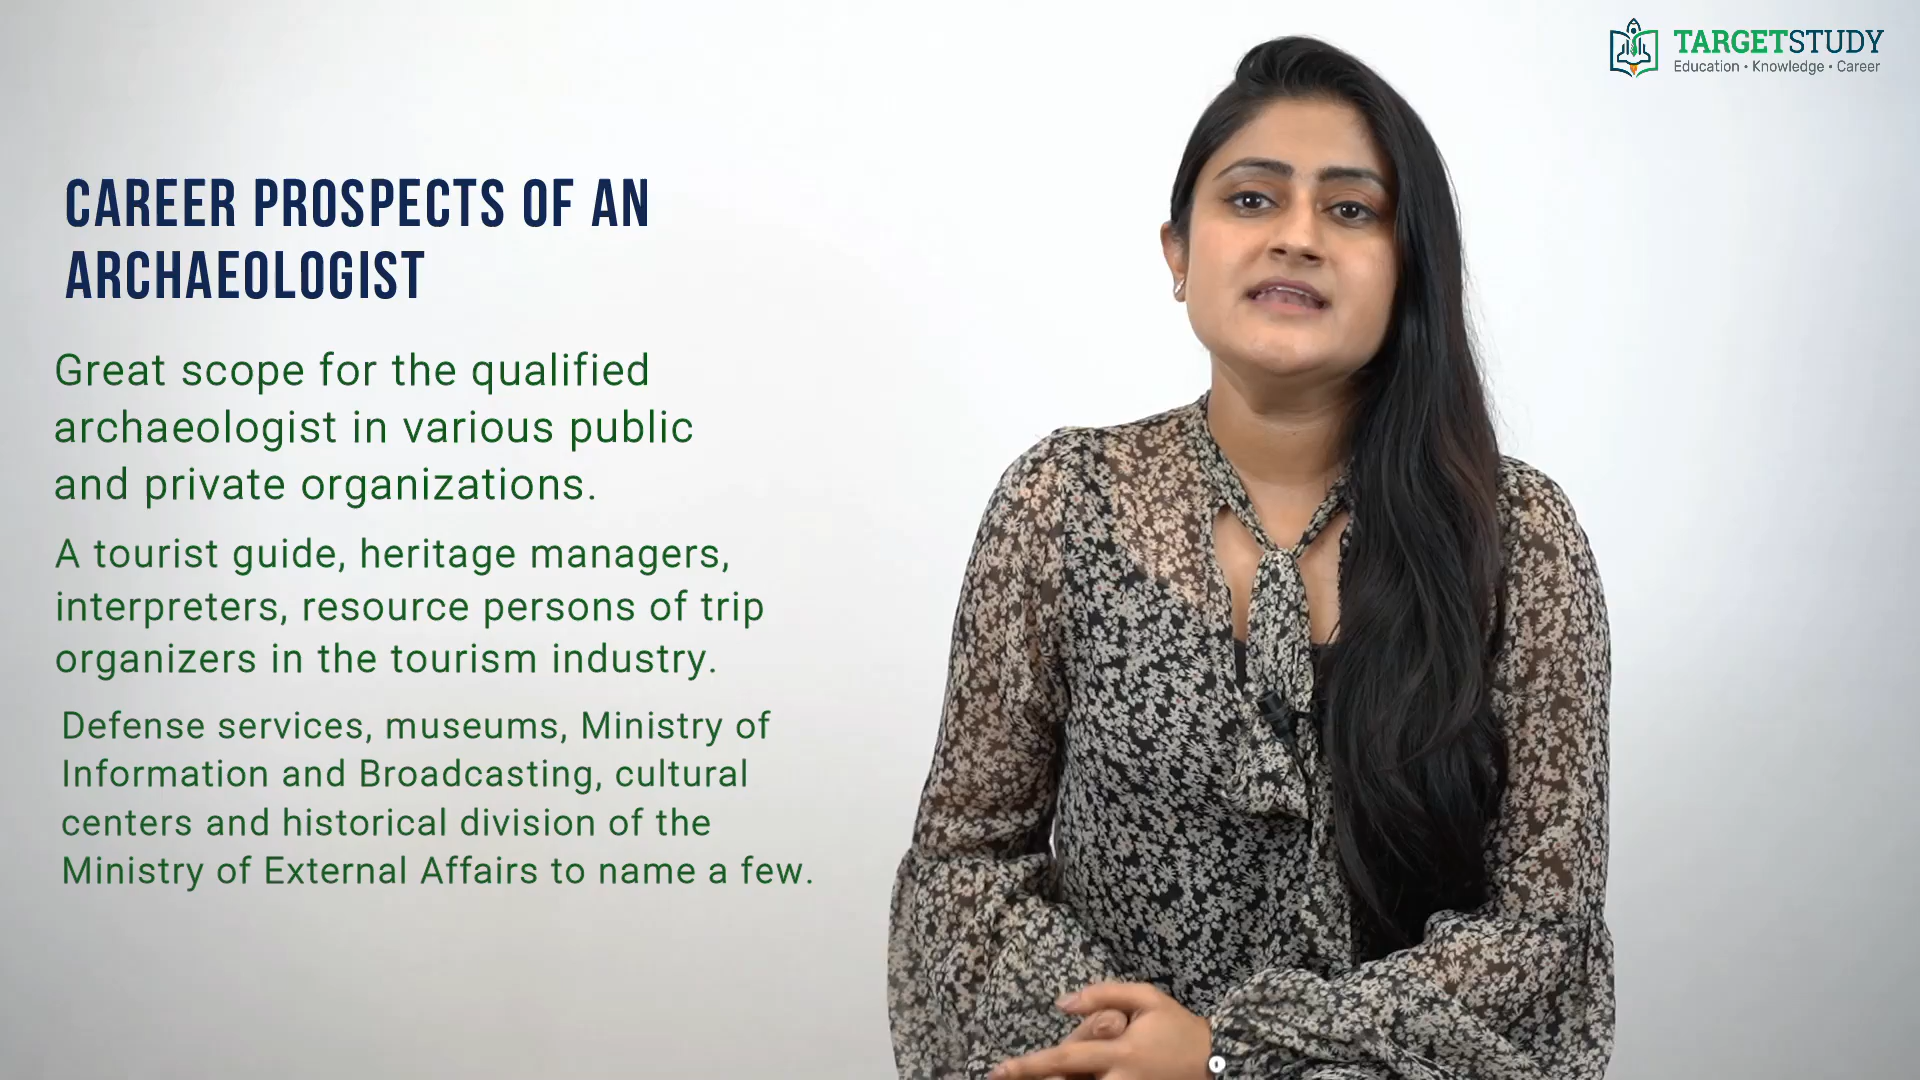 TARGETSTUDY
Education • Knowledge • Career
CAREER PROSPECTS OF AN
ARCHAEOLOGIST
Great scope for the qualified
archaeologist in various public
and private organizations.
A tourist guide, heritage managers,
interpreters, resource persons of trip
organizers in the tourism industry.
Defense services, museums, Ministry of
Information and Broadcasting, cultural
centers and historical division of the
Ministry of External Affairs to name a few.